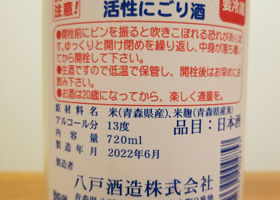 注意！
活性にごり酒
要冷蔵
●開栓前にビンを振ると吹きこぼれる恐れがありま
す。ゆっくりと開け閉めを繰り返し、中身が落ち着い
てから開栓して下さい。
●生酒ですので低温で保管し、開栓後はお早めに
お飲み下さい。
●お酒は20歳になってから、楽しく適量を。
原材料名 米(青森県産)、米麹(青森県産米)
アルコール分 13度
品目：日本酒
内容量 720ml
製造年月 2022年6月
製造者
八戸酒造株式会社